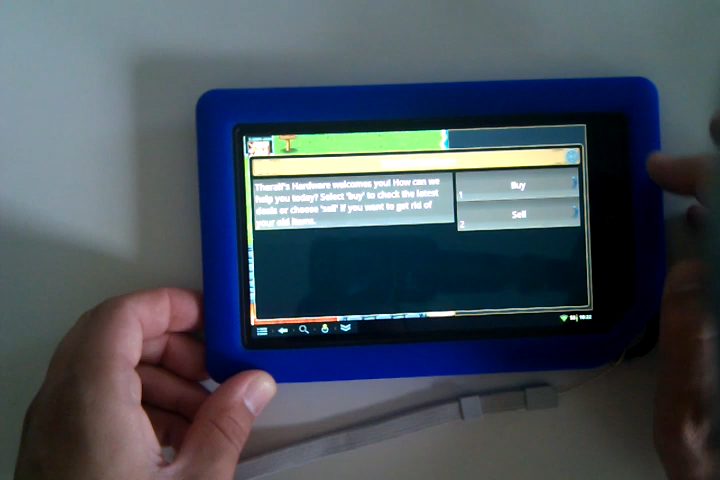 Theralf's Hardware welcomes you! How can we
help you today? Select 'buy' to check the latest
deals or choose 'sell' if you want to get rid of
your old items.
Buy
1
Sell
2